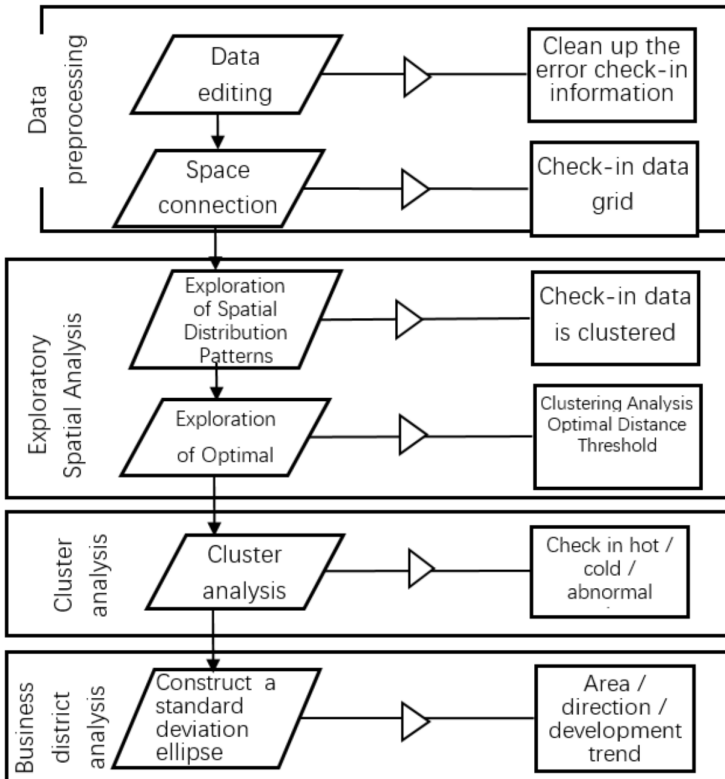 Data
preprocessing
Data
editing
Clean up the
error check-in
information
Space
connection
Check-in data
grid
Exploratory
Spatial Analysis
Exploration
of Spatial
Distribution
Patterns
Check-in data
is clustered
Exploration
of Optimal
Clustering Analysis
Optimal Distance
Threshold
Cluster
analysis
Cluster
analysis
Check in hot /
cold /
abnormal
Business
district
analysis
Construct a
standard
deviation
ellipse
Area /
direction /
development
trend